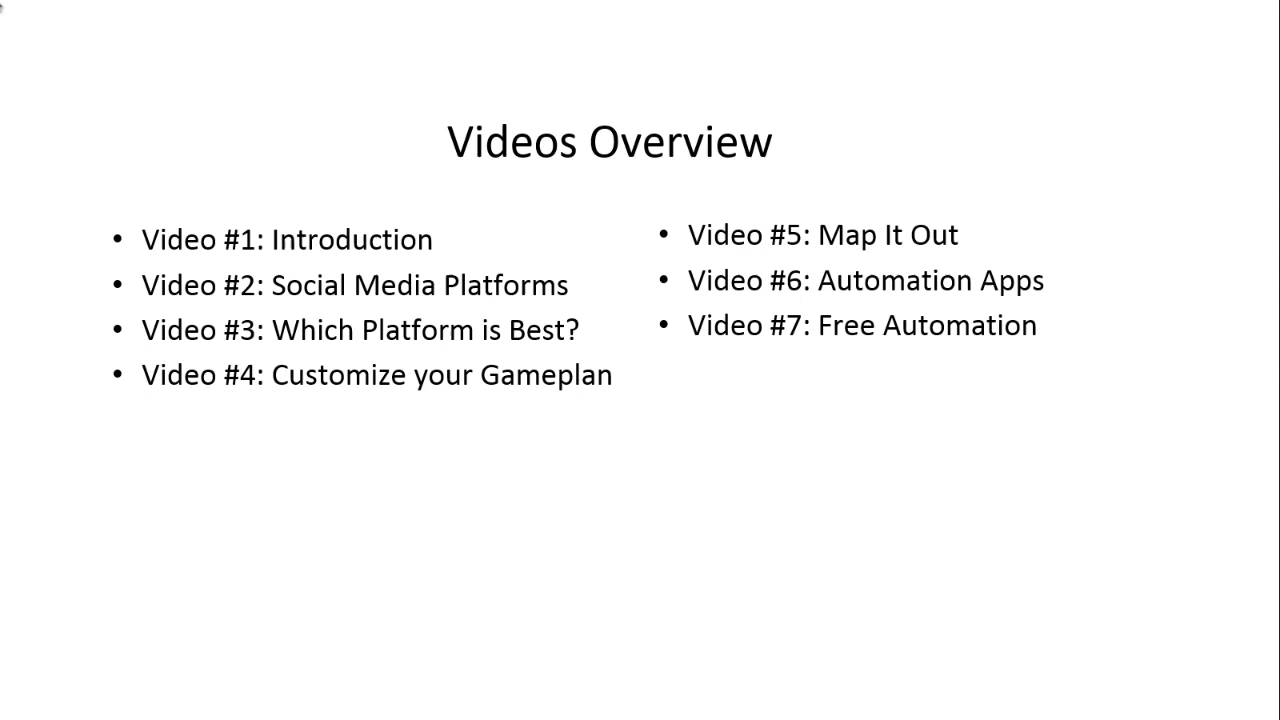 Videos Overview
• Video #1: Introduction
• Video #2: Social Media Platforms
• Video #3: Which Platform is Best?
• Video #4: Customize your Gameplan
• Video #5: Map It Out
• Video #6: Automation Apps
• Video #7: Free Automation